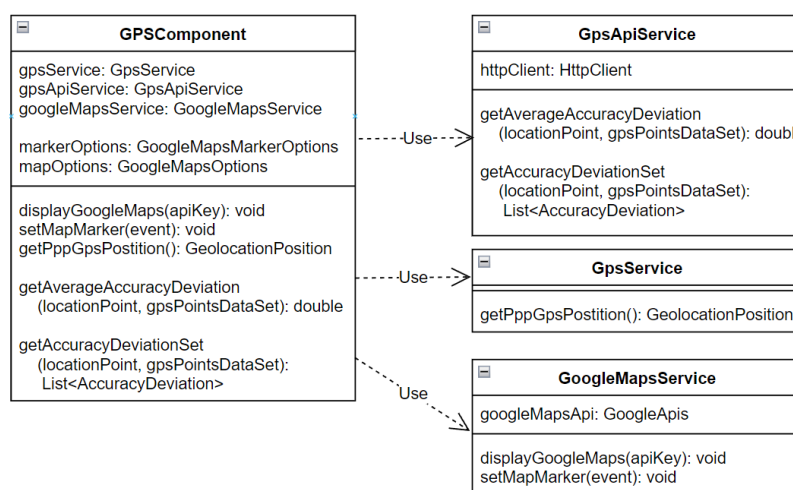 GPSComponent
gpsService: GpsService
gpsApiService: GpsApiService
googleMapsService: GoogleMapsService
markerOptions: GoogleMapsMarkerOptions
mapOptions: GoogleMapsOptions
displayGoogleMaps(apiKey): void
setMapMarker(event): void
getPppGpsPostition(): GeolocationPosition
getAverageAccuracyDeviation
(locationPoint, gpsPointsDataSet): double
getAccuracyDeviationSet
(locationPoint, gpsPointsDataSet):
List<AccuracyDeviation>
Use
Use
Use
GpsApiService
httpClient: HttpClient
getAverageAccuracyDeviation
(locationPoint, gpsPointsDataSet): doubl
getAccuracyDeviationSet
(locationPoint, gpsPointsDataSet):
List<AccuracyDeviation>
GpsService
getPppGpsPostition(): GeolocationPosition
GoogleMapsService
googleMapsApi: GoogleApis
displayGoogleMaps(apiKey): void
setMapMarker(event): void